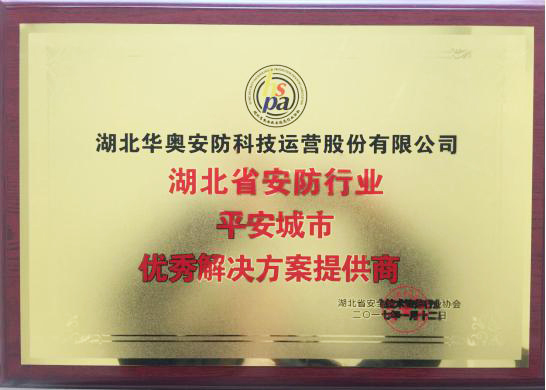 hs
pa
湖北华奥安防科技运营股份有限公司
湖北省安防行业
平安城市
优秀解决方案提供商
湖北省安全技术防范行业协会
二〇一七年一月十二日